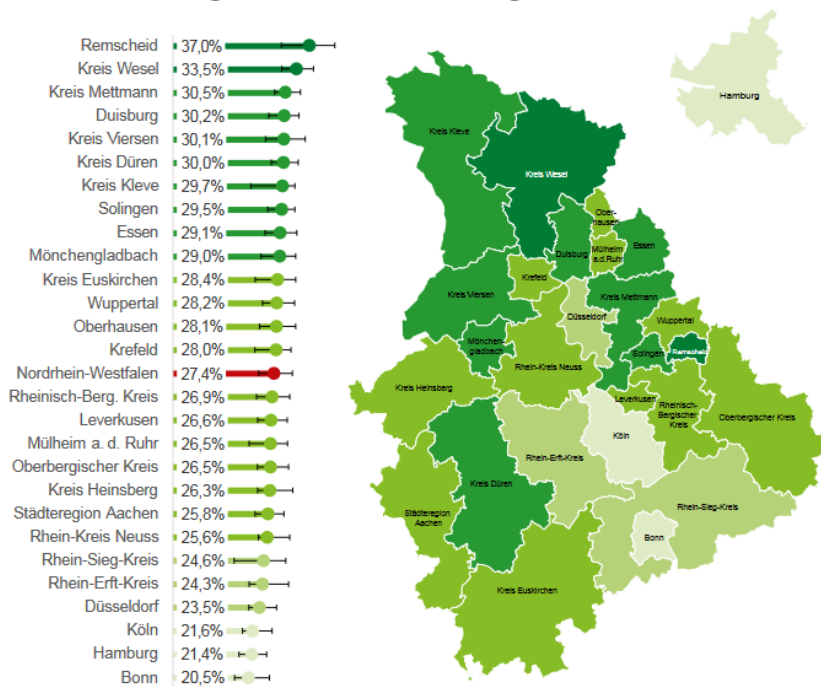 Remscheid 37,0%
Kreis Wesel 33,5%
Kreis Mettmann 30,5%
Duisburg 30,2%
Kreis Viersen 30,1%
Kreis Düren 30,0%
Kreis Kleve 29,7%
Solingen 29,5%
Essen 29,1%
Mönchengladbach 29,0%
Kreis Euskirchen 28,4%
Wuppertal 28,2%
Oberhausen 28,1%
Krefeld 28,0%
Nordrhein-Westfalen 27,4%
Rheinisch-Berg. Kreis 26,9%
Leverkusen 26,6%
Mülheim a. d. Ruhr 26,5%
Oberbergischer Kreis 26,5%
Kreis Heinsberg 26,3%
Städteregion Aachen 25,8%
Rhein-Kreis Neuss 25,6%
Rhein-Sieg-Kreis 24,6%
Rhein-Erft-Kreis 24,3%
Düsseldorf 23,5%
Köln 21,6%
Hamburg 21,4%
Bonn 20,5%
Hamburg
Kreis Kleve
Kreis Wesel
Ober-
hausen
Duisburg
Mülheim
a.d. Ruhr
Essen
Krefeld
Kreis Viersen
Kreis Mettmann
Düsseldorf
Wuppertal
Mönchen-
gladbach
Solingen
Remscheid
Rhein-Kreis Neuss
Kreis Heinsberg
Leverkusen
Rheinisch-
Bergischer
Kreis
Oberbergischer Kreis
Köln
Rhein-Erft-Kreis
Kreis Düren
Rhein-Sieg-Kreis
Städteregion
Aachen
Bonn
Kreis Euskirchen